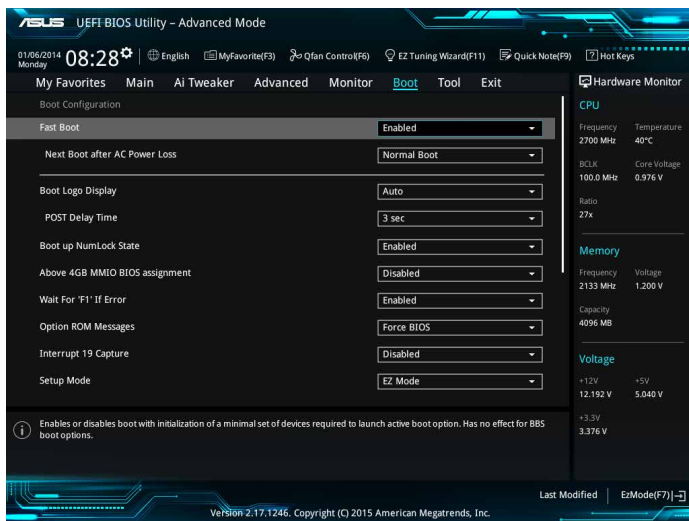 ASUS UEFI BIOS Utility – Advanced Mode
01/06/2014 Monday 08:28 English MyFavorite(F3) Qfan Control(F6) EZ Tuning Wizard(F11) Quick Note(F9) ? Hot Keys
My Favorites Main Ai Tweaker Advanced Monitor Boot Tool Exit
Boot Configuration
Fast Boot Enabled
Next Boot after AC Power Loss Normal Boot
Boot Logo Display Auto
POST Delay Time 3 sec
Boot up NumLock State Enabled
Above 4GB MMIO BIOS assignment Disabled
Wait For 'F1' If Error Enabled
Option ROM Messages Force BIOS
Interrupt 19 Capture Disabled
Setup Mode EZ Mode
Enables or disables boot with initialization of a minimal set of devices required to launch active boot option. Has no effect for BBS
boot options.
Hardware Monitor
CPU
Frequency Temperature
2700 MHz 40°C
BCLK Core Voltage
100.0 MHz 0.976 V
Ratio
27x
Memory
Frequency Voltage
2133 MHz 1.200 V
Capacity
4096 MB
Voltage
+12V +5V
12.192 V 5.040 V
+3.3V
3.376 V
Last Modified EzMode(F7)
Version 2.17.1246. Copyright (C) 2015 American Megatrends, Inc.